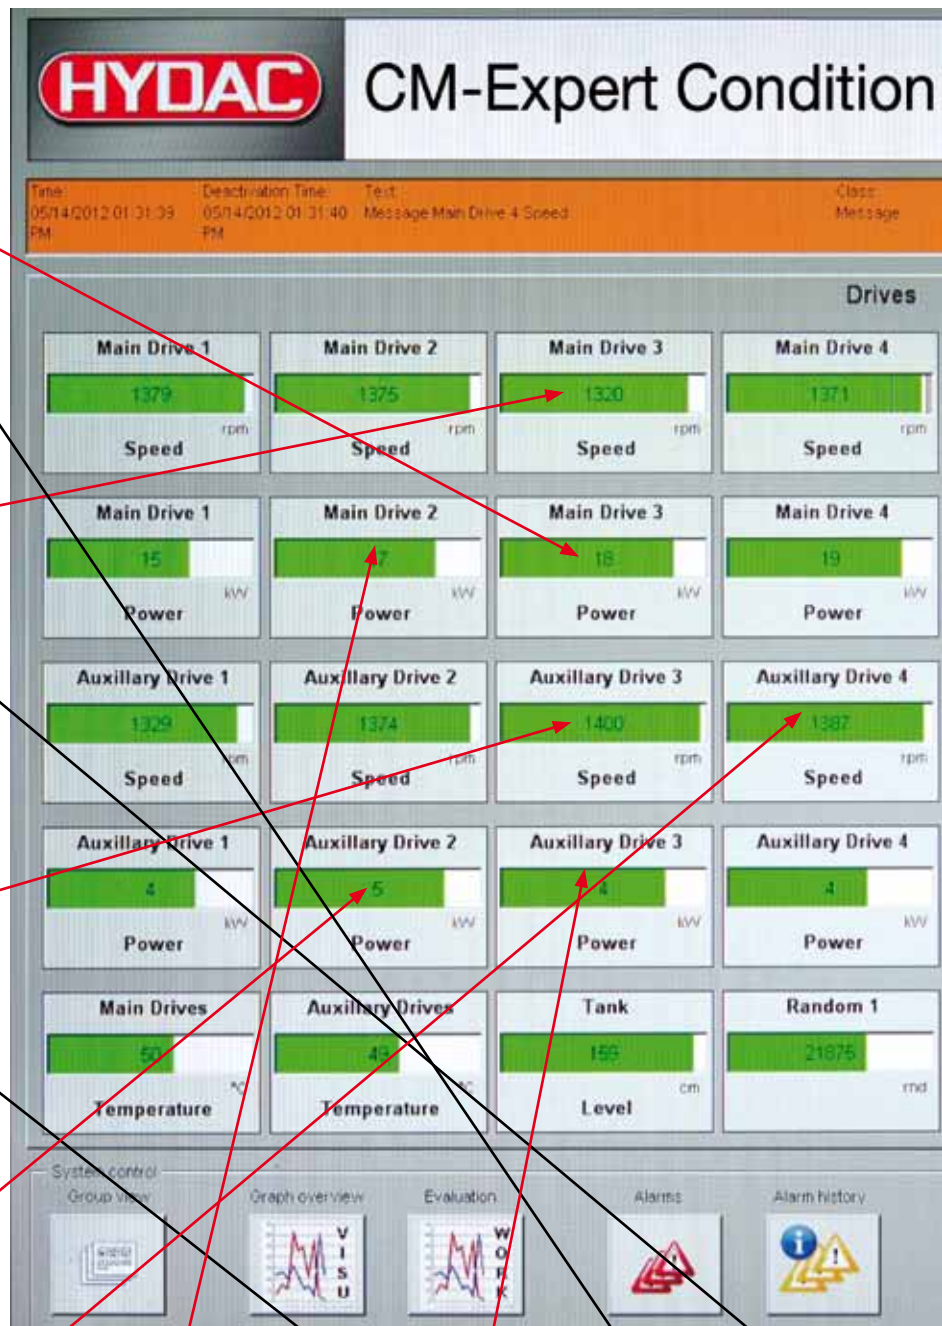 HYDAC
CM-Expert Condition
Time: Deactivation Time: Text: Class:
05/14/2012 01:31:39 05/14/2012 01:31:40 Message Main Drive 4 Speed Message
PM PM
Drives
Main Drive 1 Main Drive 2 Main Drive 3 Main Drive 4
1379 1375 1320 1371
rpm rpm rpm rpm
Speed Speed Speed Speed
Main Drive 1 Main Drive 2 Main Drive 3 Main Drive 4
15 18 19
kW kW kW kW
Power Power Power Power
Auxillary Drive 1 Auxillary Drive 2 Auxillary Drive 3 Auxillary Drive 4
1329 1374 1400 1387
rpm rpm rpm rpm
Speed Speed Speed Speed
Auxillary Drive 1 Auxillary Drive 2 Auxillary Drive 3 Auxillary Drive 4
4 5 4 4
kW kW kW kW
Power Power Power Power
Main Drives Auxillary Drives Tank Random 1
50 49 159 21875
°C °C cm rnd
Temperature Temperature Level
System control
Group view Graph overview Evaluation Alarms Alarm history
VISU WORK